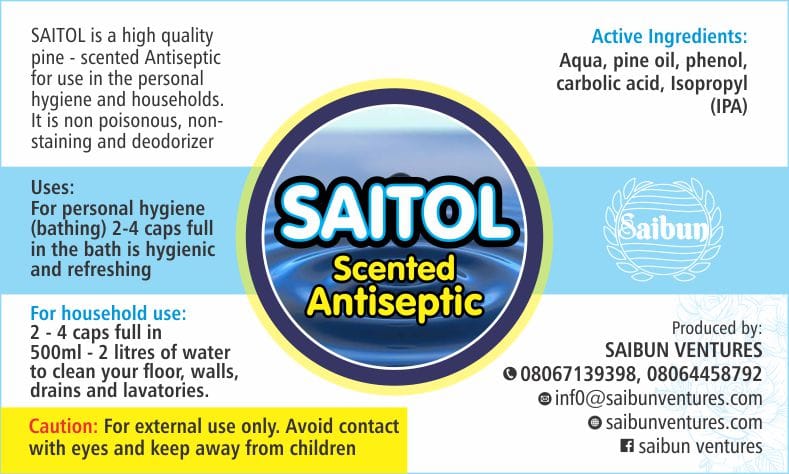 SAITOL is a high quality
pine - scented Antiseptic
for use in the personal
hygiene and households.
It is non poisonous, non-
staining and deodorizer
Uses:
For personal hygiene
(bathing) 2-4 caps full
in the bath is hygienic
and refreshing
For household use:
2 - 4 caps full in
500ml - 2 litres of water
to clean your floor, walls,
drains and lavatories.
Caution: For external use only. Avoid contact
with eyes and keep away from children
SAITOL
Scented
Antiseptic
Active Ingredients:
Aqua, pine oil, phenol,
carbolic acid, Isopropyl
(IPA)
Saibun
Produced by:
SAIBUN VENTURES
08067139398, 08064458792
inf0@saibunventures.com
saibunventures.com
saibun ventures